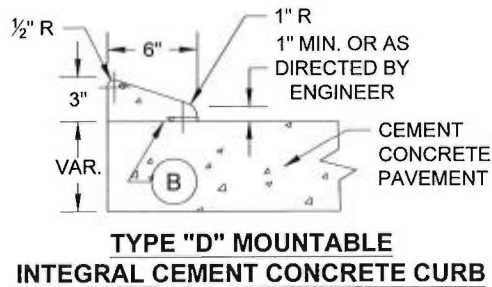 ½" R
6"
1" R
1" MIN. OR AS
DIRECTED BY
ENGINEER
3"
VAR.
B
CEMENT
CONCRETE
PAVEMENT
TYPE "D" MOUNTABLE
INTEGRAL CEMENT CONCRETE CURB